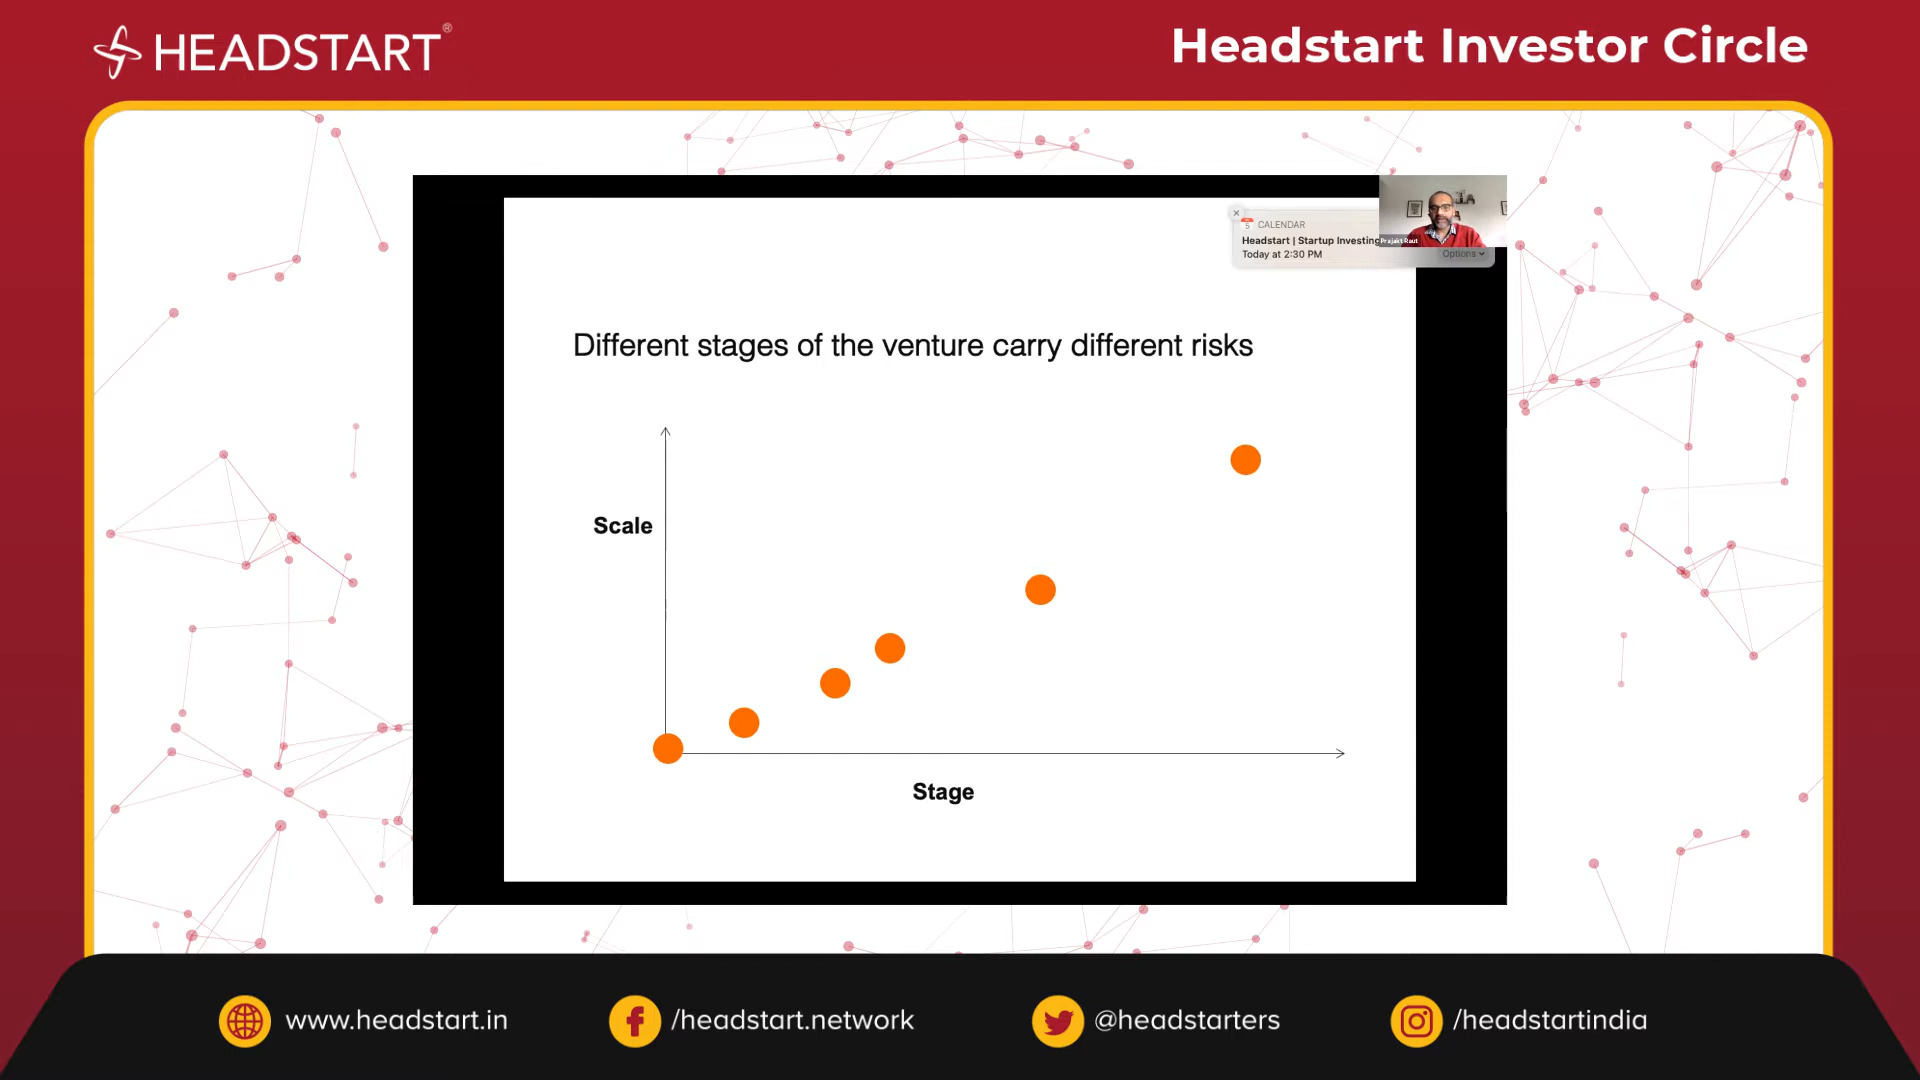 HEADSTART®
Headstart Investor Circle
5
CALENDAR
Headstart | Startup Investing
Today at 2:30 PM
Options
Prajakt Raut
Different stages of the venture carry different risks
Scale
Stage
www.headstart.in
/headstart.network
@headstarters
/headstartindia